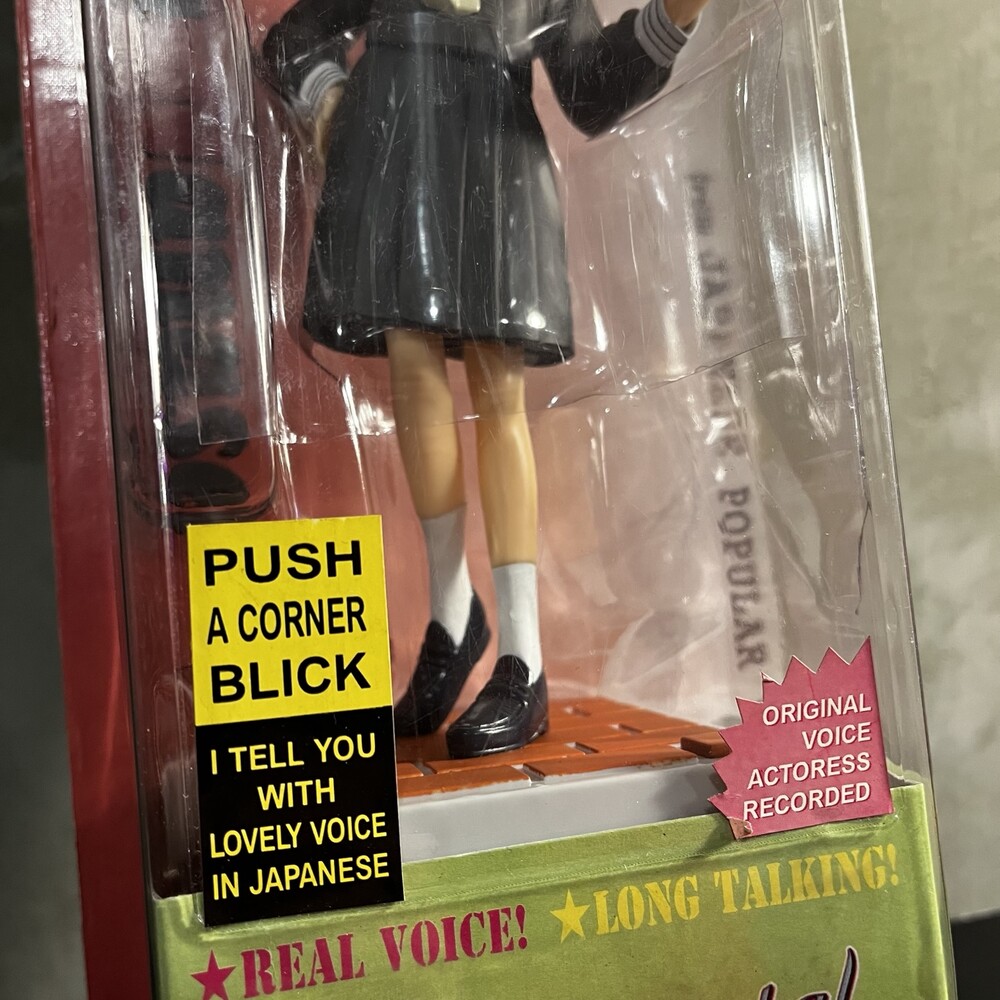 PUSH
A CORNER
BLICK
I TELL YOU
WITH
LOVELY VOICE
IN JAPANESE
POPULAR
ORIGINAL
VOICE
ACTORESS
RECORDED
★REAL VOICE! ★LONG TALKING!